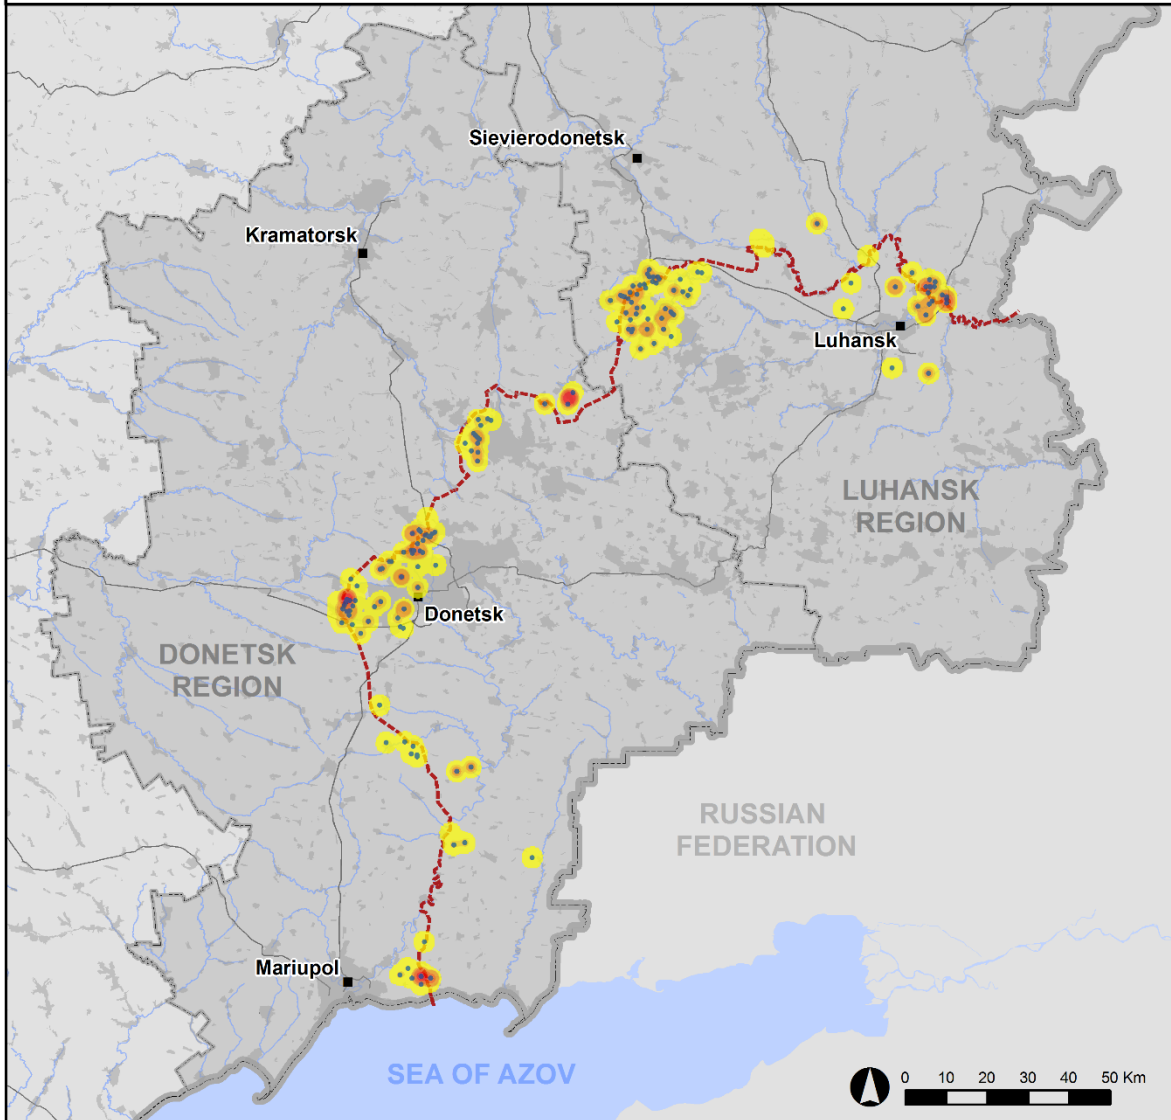 Sievierodonetsk
Kramatorsk
Luhansk
LUHANSK
REGION
Donetsk
DONETSK
REGION
RUSSIAN
FEDERATION
Mariupol
SEA OF AZOV
0 10 20 30 40 50 Km